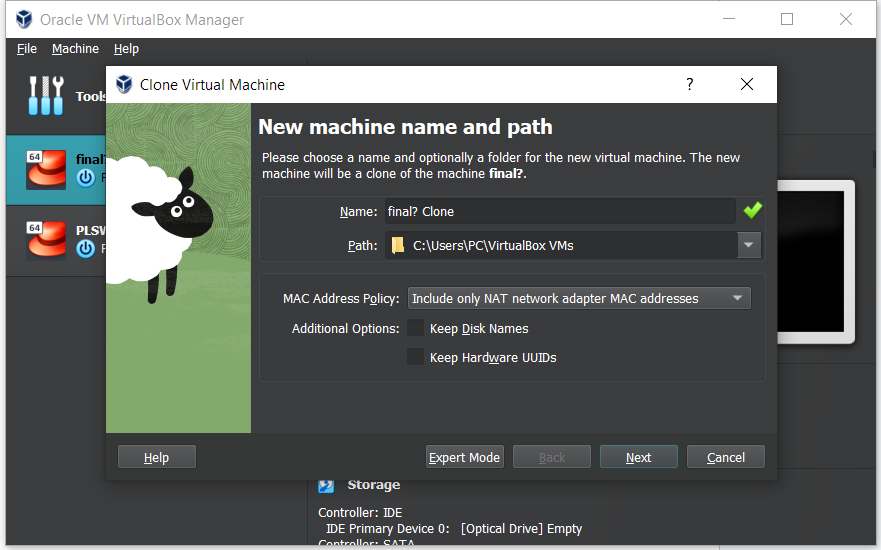 Oracle VM VirtualBox Manager
File Machine Help
Tools
Clone Virtual Machine
?
New machine name and path
64
final?
Please choose a name and optionally a folder for the new virtual machine. The new
machine will be a clone of the machine final?.
Name: final? Clone
64
PLSW
Path: C:\Users\PC\VirtualBox VMs
MAC Address Policy: Include only NAT network adapter MAC addresses
Additional Options: Keep Disk Names
Keep Hardware UUIDs
Help Expert Mode Back Next Cancel
Storage
Controller: IDE
IDE Primary Device 0: [Optical Drive] Empty
Controller: SATA